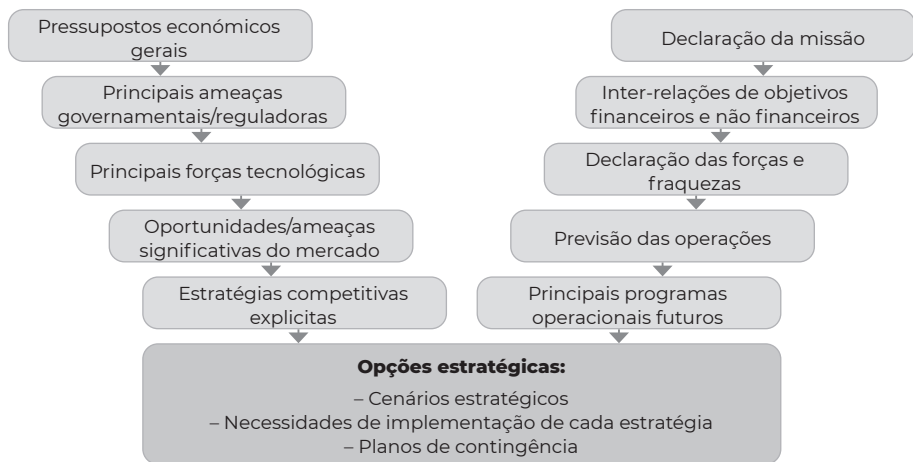 Pressupostos económicos
gerais
Principais ameaças
governamentais/reguladoras
Principais forças tecnológicas
Oportunidades/ameaças
significativas do mercado
Estratégias competitivas
explicitas
Declaração da missão
Inter-relações de objetivos
financeiros e não financeiros
Declaração das forças e
fraquezas
Previsão das operações
Principais programas
operacionais futuros
Opções estratégicas:
– Cenários estratégicos
– Necessidades de implementação de cada estratégia
– Planos de contingência